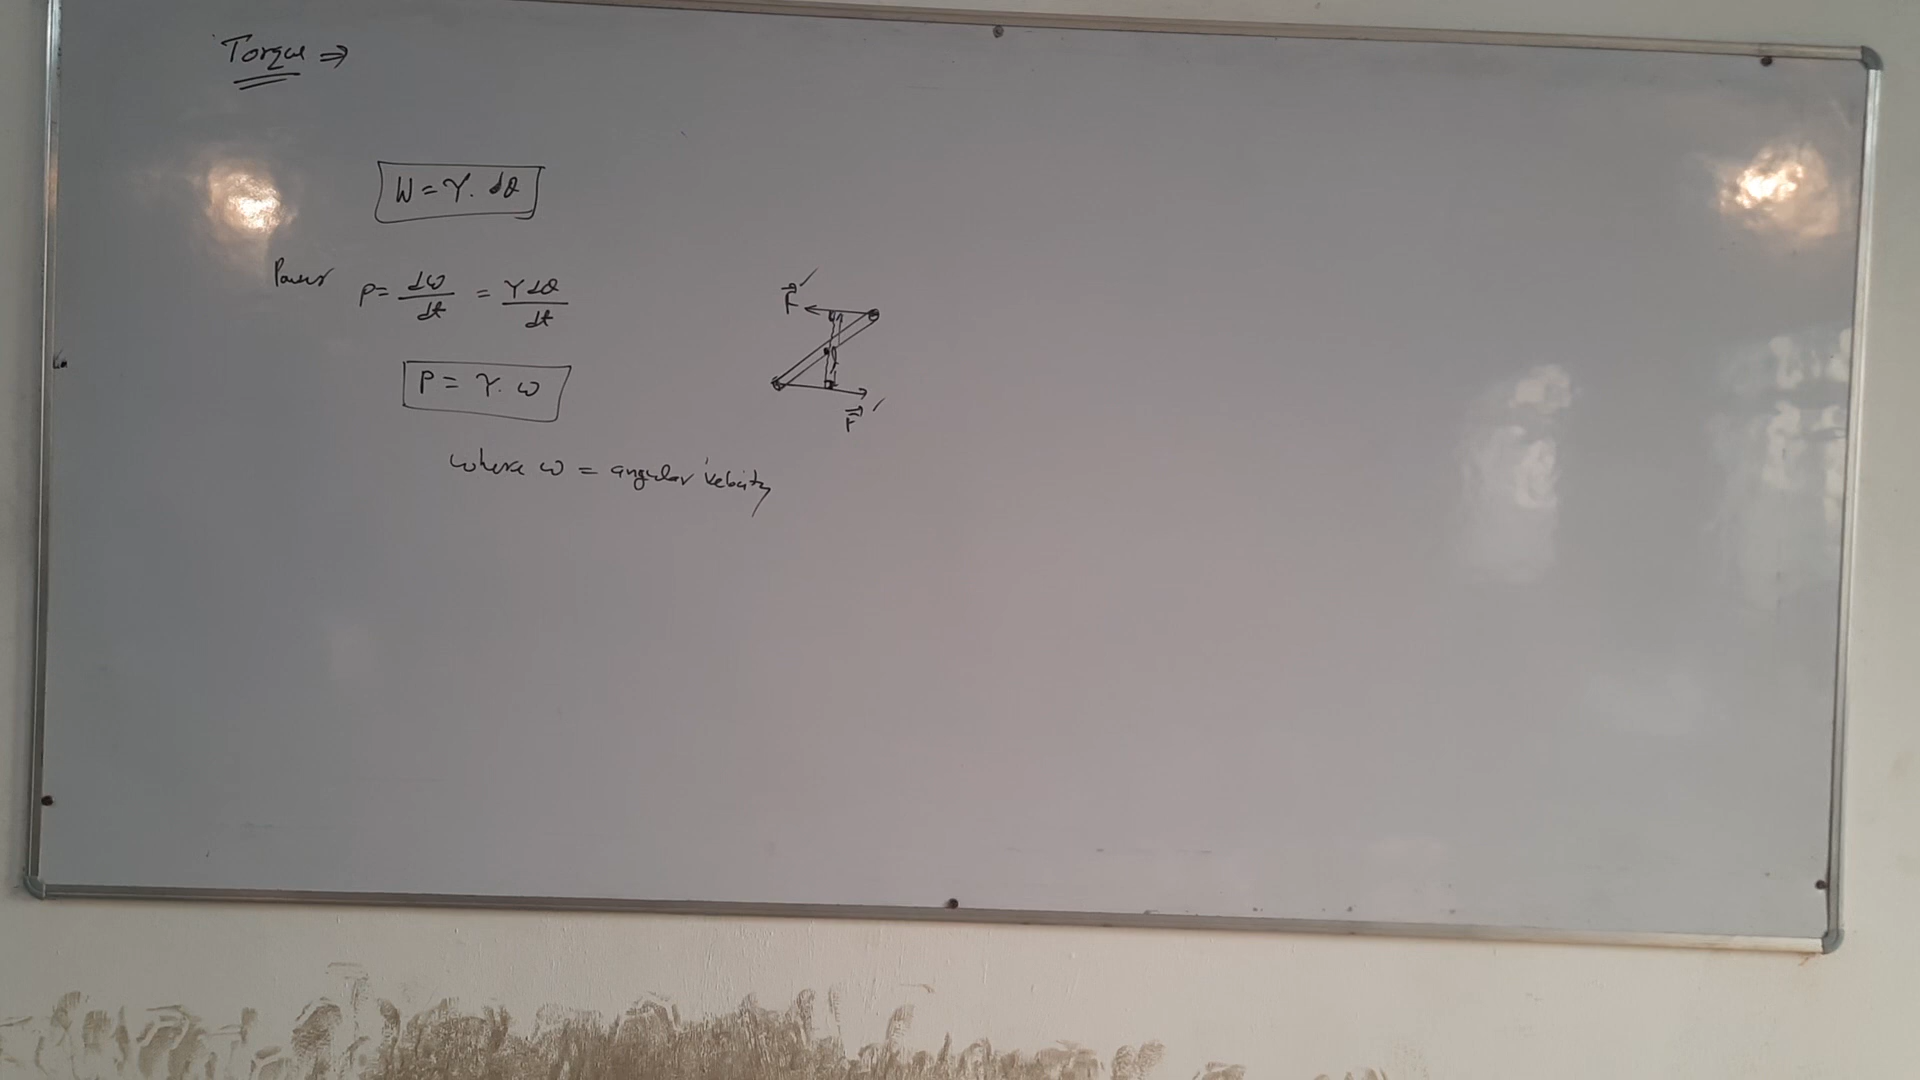 Torque ⇒
W = τ. dθ
Power P = dW/dt = τdθ/dt
P = τ. ω
where ω = angular velocity
F⃗
F⃗